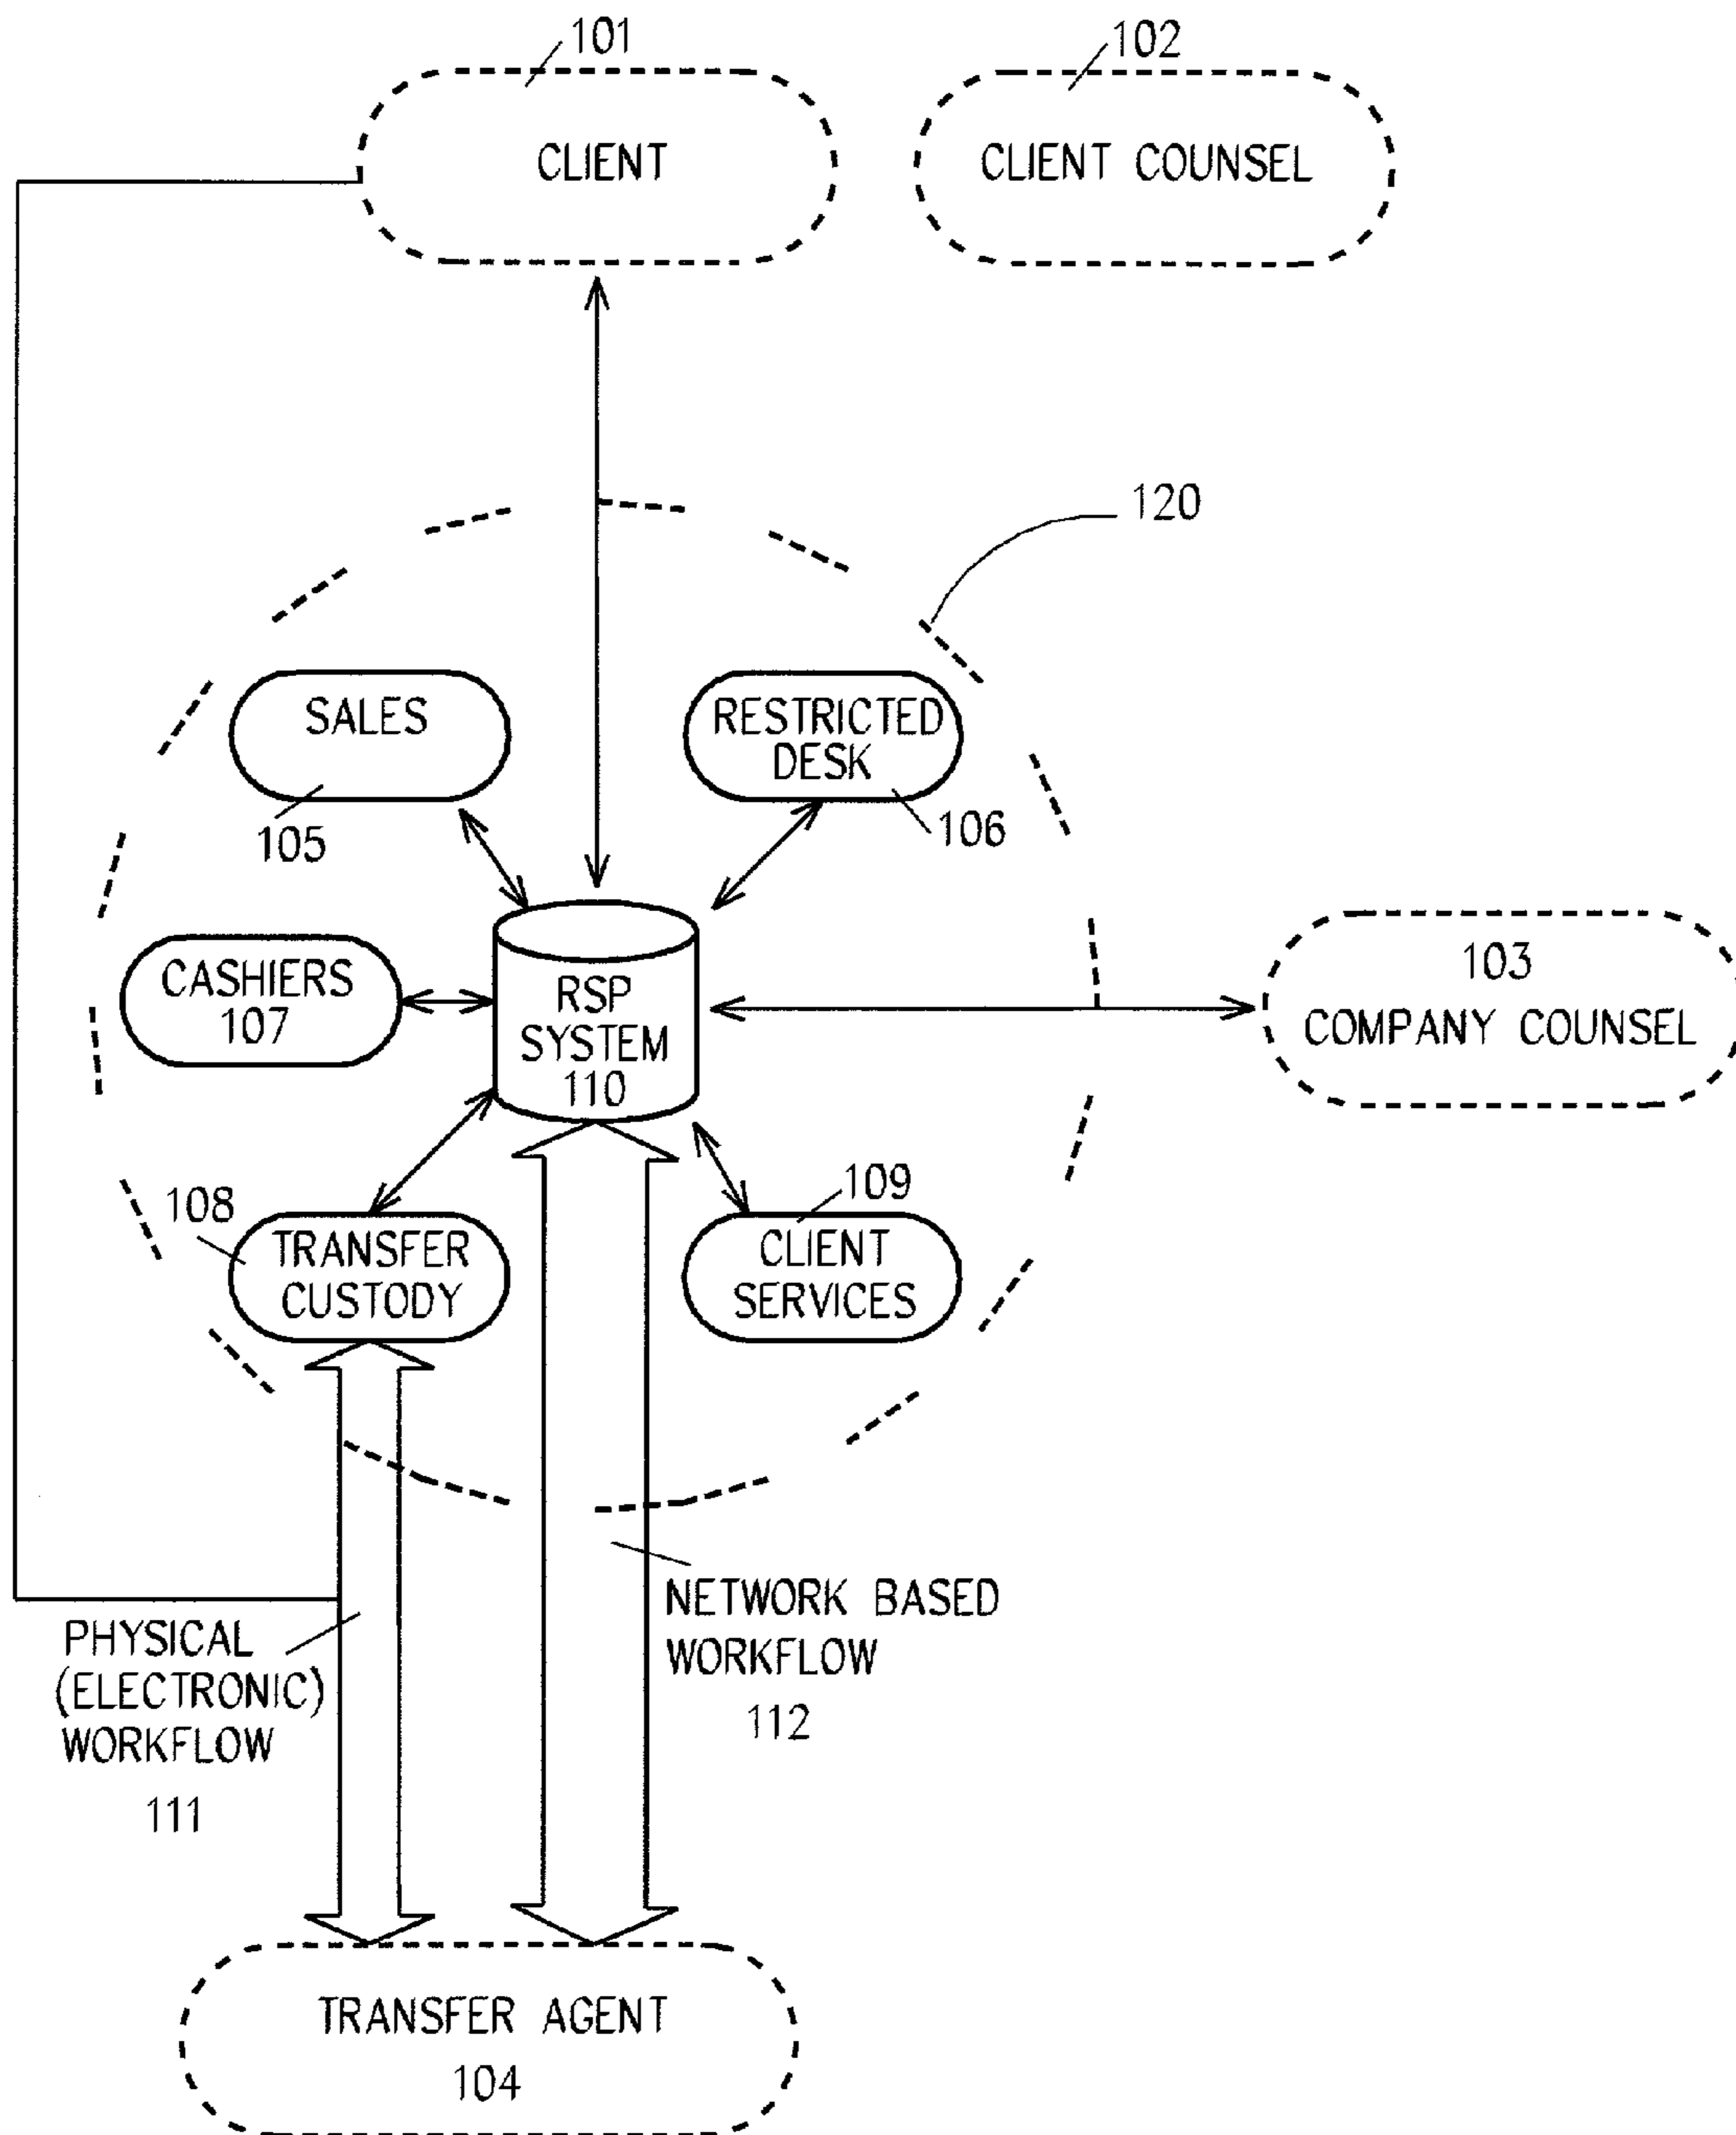 101
102
CLIENT
CLIENT COUNSEL
120
SALES
105
RESTRICTED
DESK
106
CASHIERS
107
RSP
SYSTEM
110
103
COMPANY COUNSEL
108
TRANSFER
CUSTODY
109
CLIENT
SERVICES
PHYSICAL
(ELECTRONIC)
WORKFLOW
111
NETWORK BASED
WORKFLOW
112
TRANSFER AGENT
104